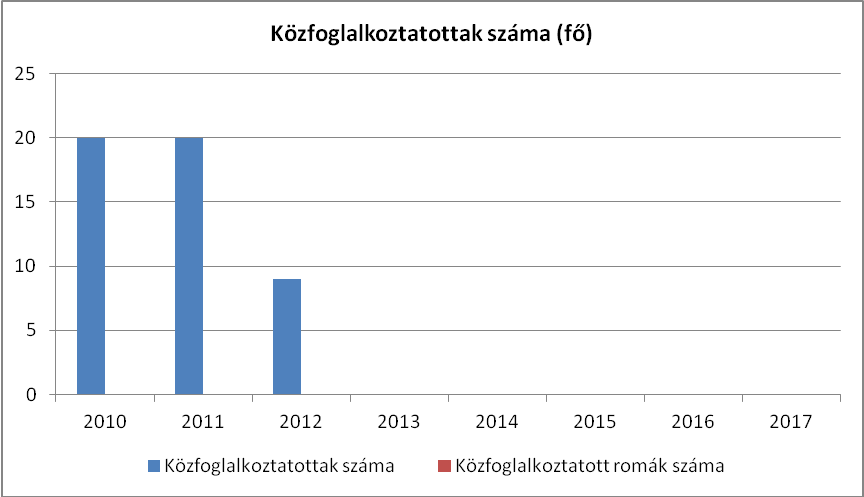 Közfoglalkoztatottak száma (fő)
25
20
15
10
5
0
2010 2011 2012 2013 2014 2015 2016 2017
Közfoglalkoztatottak száma Közfoglalkoztatott romák száma